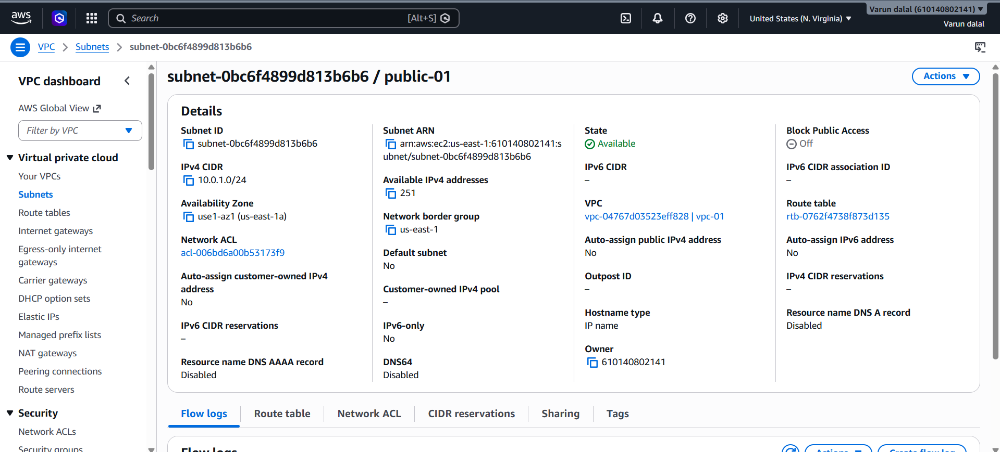 aws
Search
[Alt+S]
United States (N. Virginia)
Varun dalal (610140802141)
Varun dalal
VPC
Subnets
subnet-0bc6f4899d813b6b6
VPC dashboard
AWS Global View
Filter by VPC
Virtual private cloud
Your VPCs
Subnets
Route tables
Internet gateways
Egress-only internet
gateways
Carrier gateways
DHCP option sets
Elastic IPs
Managed prefix lists
NAT gateways
Peering connections
Route servers
Security
Network ACLs
Security groups
subnet-0bc6f4899d813b6b6 / public-01
Actions
Details
Subnet ID
subnet-0bc6f4899d813b6b6
IPv4 CIDR
10.0.1.0/24
Availability Zone
use1-az1 (us-east-1a)
Network ACL
acl-006bd6a00b53173f9
Auto-assign customer-owned IPv4
address
No
IPv6 CIDR reservations
–
Resource name DNS AAAA record
Disabled
Subnet ARN
arn:aws:ec2:us-east-1:610140802141:s
ubnet/subnet-0bc6f4899d813b6b6
Available IPv4 addresses
251
Network border group
us-east-1
Default subnet
No
Customer-owned IPv4 pool
–
IPv6-only
No
DNS64
Disabled
State
Available
IPv6 CIDR
–
VPC
vpc-04767d03523eff828 | vpc-01
Auto-assign public IPv4 address
No
Outpost ID
–
Hostname type
IP name
Owner
610140802141
Block Public Access
Off
IPv6 CIDR association ID
–
Route table
rtb-0762f4738f873d135
Auto-assign IPv6 address
No
IPv4 CIDR reservations
–
Resource name DNS A record
Disabled
Flow logs
Route table
Network ACL
CIDR reservations
Sharing
Tags
Flow logs
Actions
Create flow log